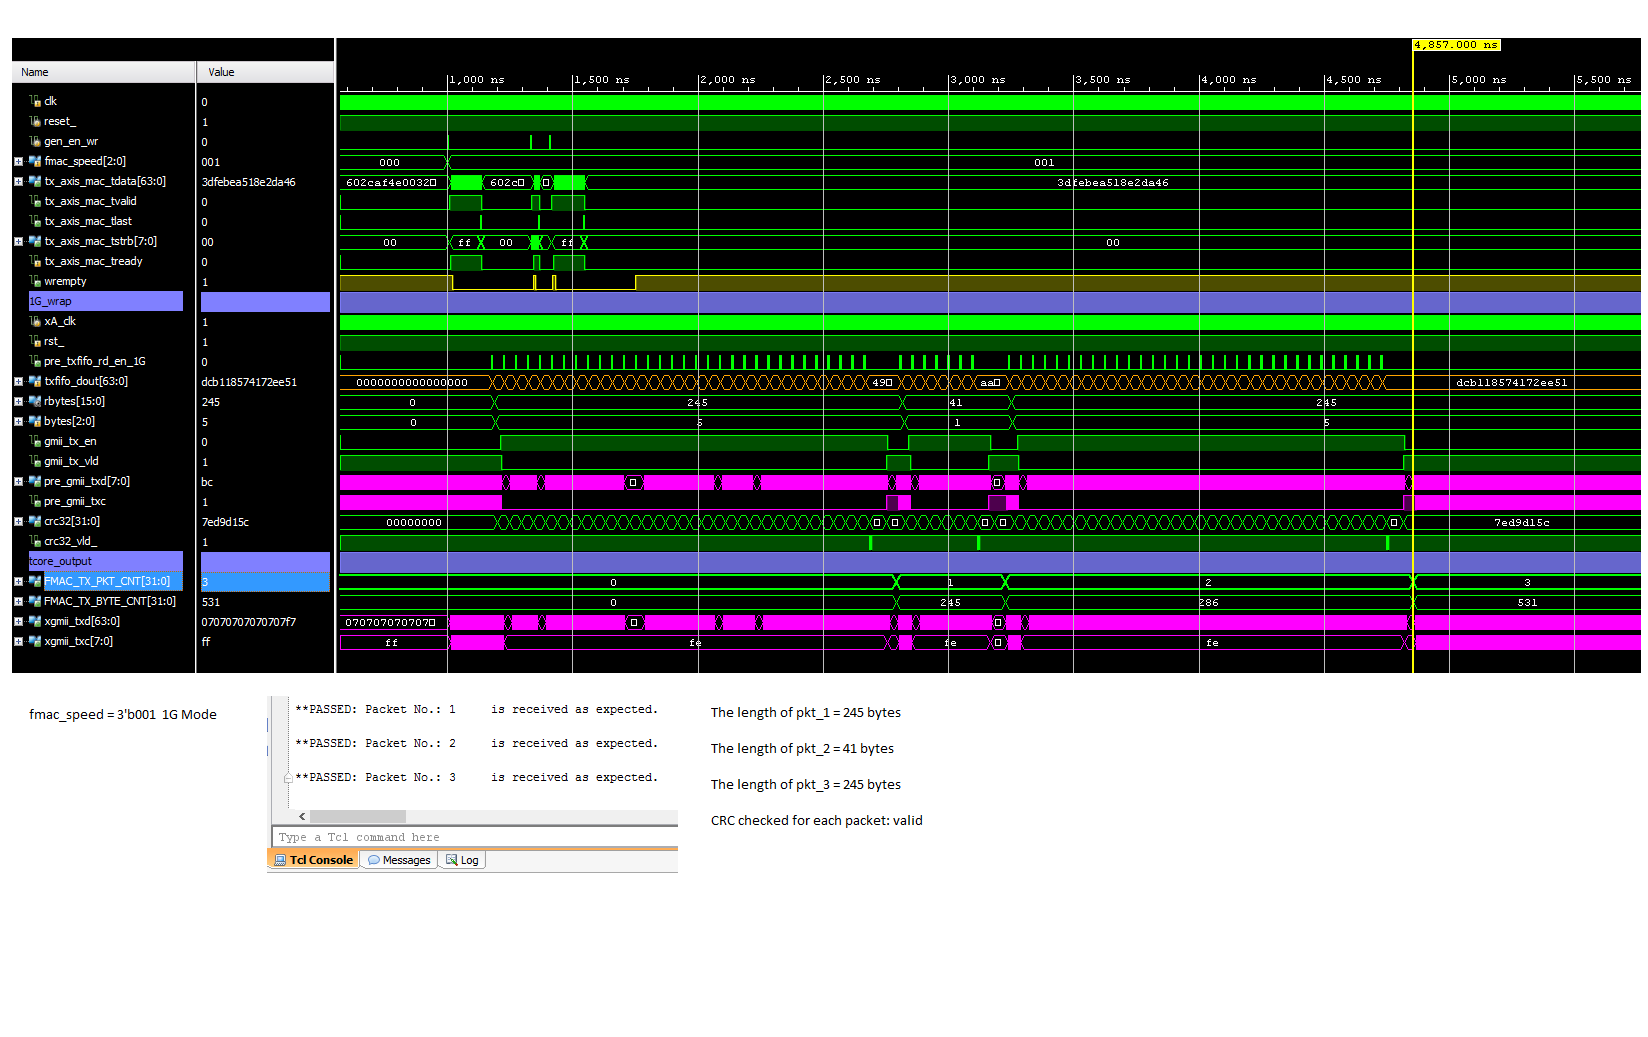 4,857.000 ns
Name Value
1,000 ns 1,500 ns 2,000 ns 2,500 ns 3,000 ns 3,500 ns 4,000 ns 4,500 ns 5,000 ns 5,500 ns
clk 0
reset_ 1
gen_en_wr 0
fmac_speed[2:0] 001 000 001
tx_axis_mac_tdata[63:0] 3dfebea518e2da46 602caf4e0032 602c 3dfebea518e2da46
tx_axis_mac_tvalid 0
tx_axis_mac_tlast 0
tx_axis_mac_tstrb[7:0] 00 00 ff 00 ff 00
tx_axis_mac_tready 0
wrempty 1
1G_wrap
xA_clk 1
rst_ 1
pre_txfifo_rd_en_1G 0
txfifo_dout[63:0] dcb118574172ee51 0000000000000000 49 aa dcb118574172ee51
rbytes[15:0] 245 0 245 41 245
bytes[2:0] 5 0 5 1 5
gmii_tx_en 0
gmii_tx_vld 1
pre_gmii_txd[7:0] bc
pre_gmii_txc 1
crc32[31:0] 7ed9d15c 00000000 7ed9d15c
crc32_vld_ 1
tcore_output
FMAC_TX_PKT_CNT[31:0] 3 0 1 2 3
FMAC_TX_BYTE_CNT[31:0] 531 0 245 286 531
xgmii_txd[63:0] 07070707070707f7 070707070707
xgmii_txc[7:0] ff ff fe fe fe
fmac_speed = 3'b001 1G Mode
**PASSED: Packet No.: 1 is received as expected.
**PASSED: Packet No.: 2 is received as expected.
**PASSED: Packet No.: 3 is received as expected.
Type a Tcl command here
Tcl Console Messages Log
The length of pkt_1 = 245 bytes
The length of pkt_2 = 41 bytes
The length of pkt_3 = 245 bytes
CRC checked for each packet: valid